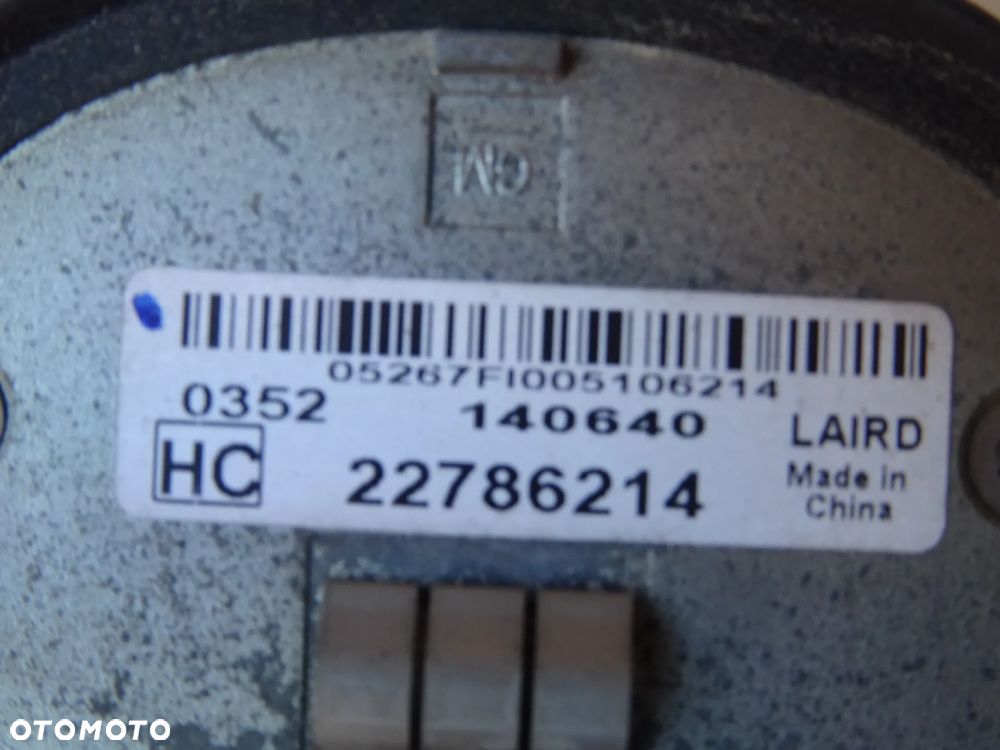 GM
05267FI005106214
0352 140640 LAIRD
HC 22786214 Made in
China
OTOMOTO